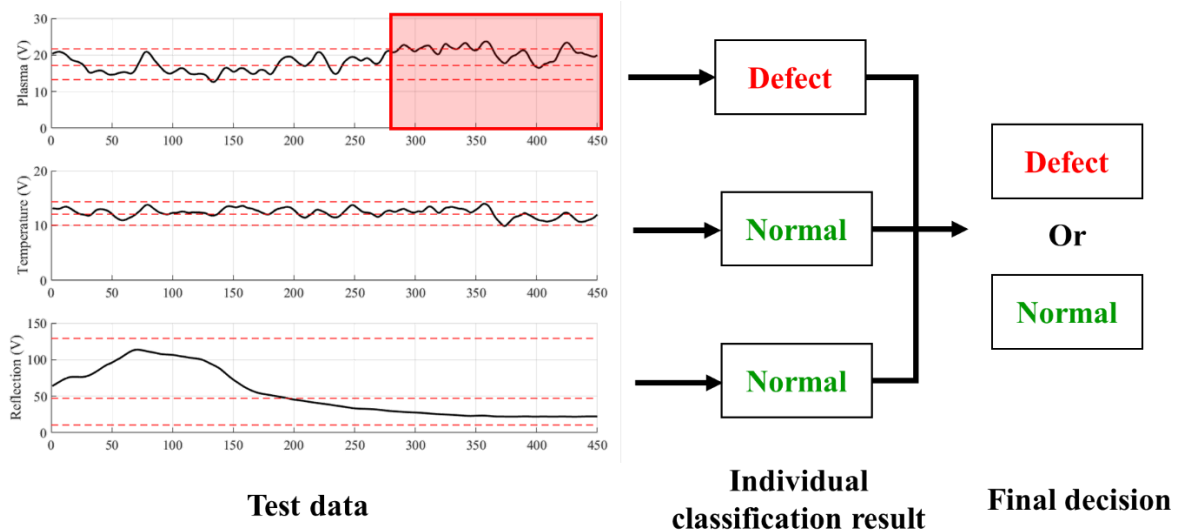 30
20
10
0
Plasma (V)
0 50 100 150 200 250 300 350 400 450
20
10
0
Temperature (V)
0 50 100 150 200 250 300 350 400 450
150
100
50
0
Reflection (V)
0 50 100 150 200 250 300 350 400 450
Test data
Defect
Normal
Normal
Individual
classification result
Defect
Or
Normal
Final decision